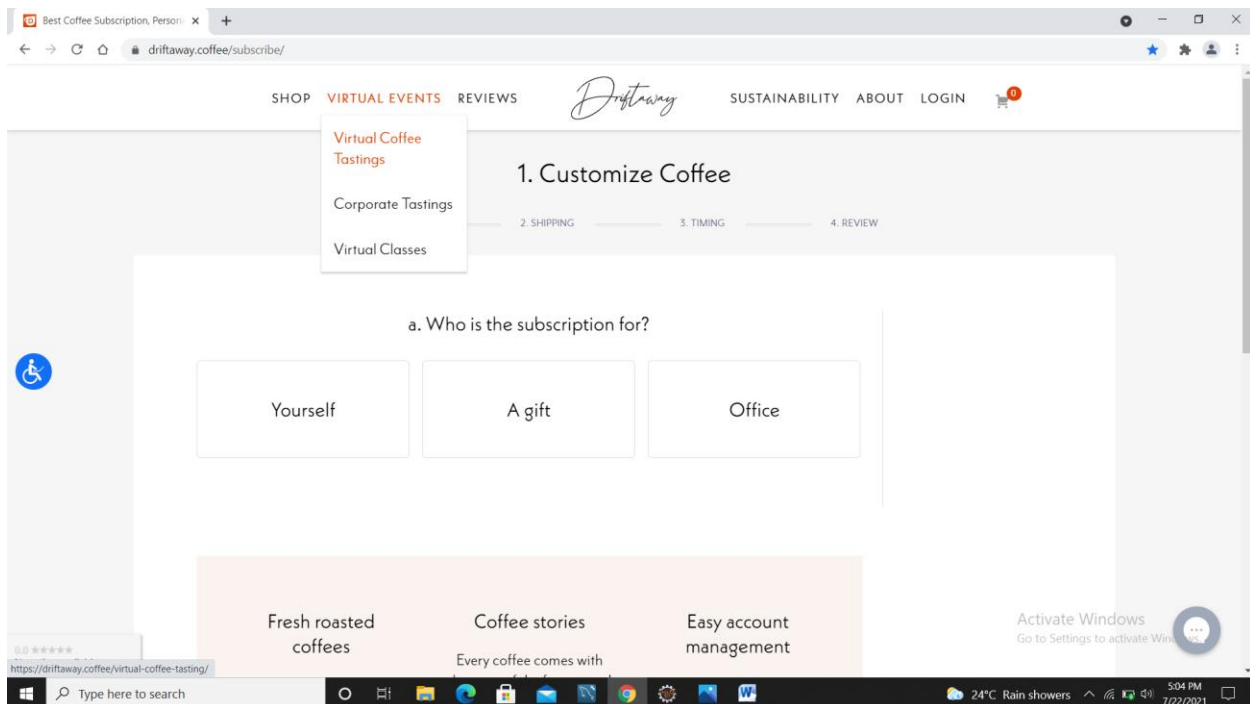 Best Coffee Subscription, Person
driftaway.coffee/subscribe/
SHOP VIRTUAL EVENTS REVIEWS Driftaway SUSTAINABILITY ABOUT LOGIN 0
Virtual Coffee
Tastings
Corporate Tastings
Virtual Classes
1. Customize Coffee
2. SHIPPING 3. TIMING 4. REVIEW
a. Who is the subscription for?
Yourself A gift Office
Fresh roasted
coffees
Coffee stories
Every coffee comes with
Easy account
management
Activate Windows
Go to Settings to activate Windows.
0.0 ★★★★★
https://driftaway.coffee/virtual-coffee-tasting/
Type here to search
W
24°C Rain showers
5:04 PM
7/22/2021